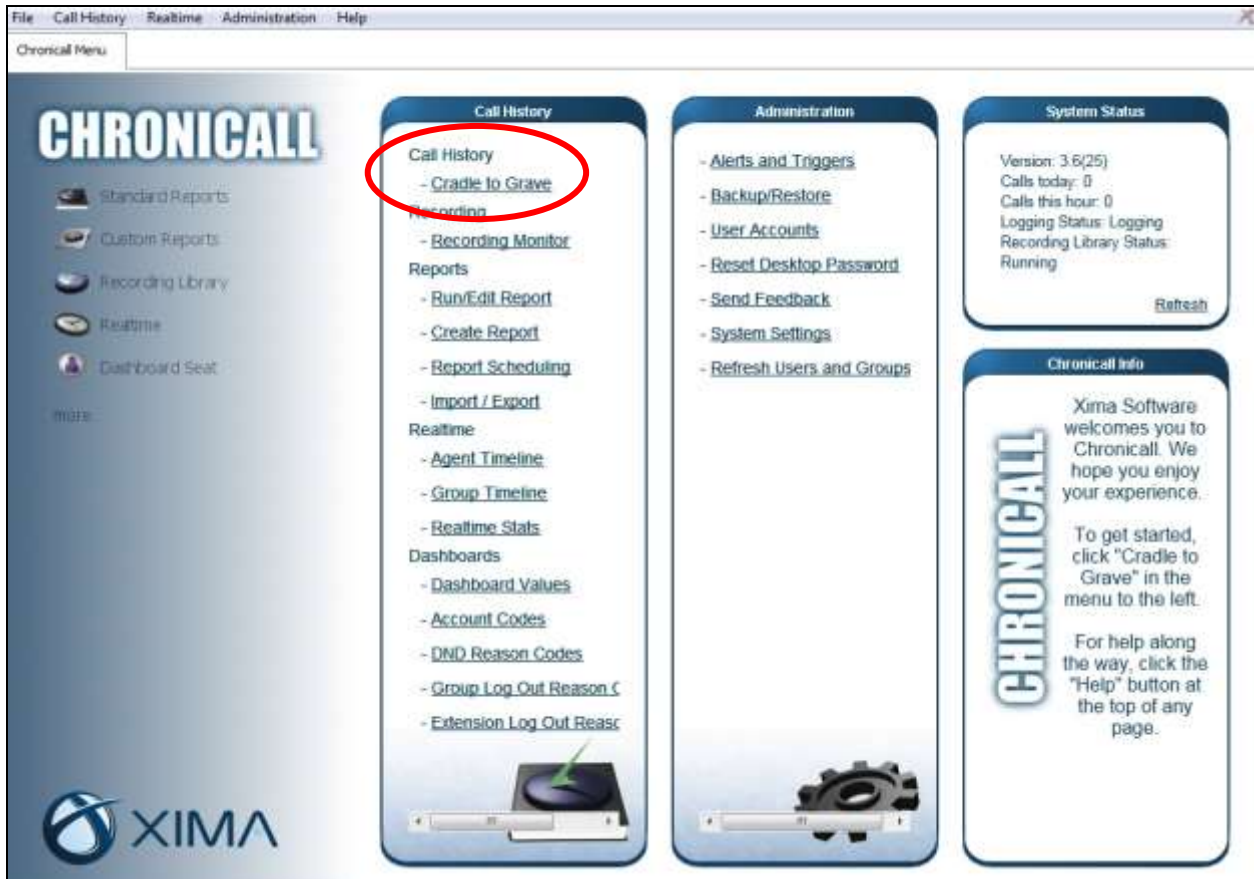 File Call History Realtime Administration Help
Chronicall Menu
CHRONICALL
Standard Reports
Custom Reports
Recording Library
Realtime
Dashboard Seat
more
XIMA
Call History
Call History
- Cradle to Grave
Recording
- Recording Monitor
Reports
- Run/Edit Report
- Create Report
- Report Scheduling
- Import / Export
Realtime
- Agent Timeline
- Group Timeline
- Realtime Stats
Dashboards
- Dashboard Values
- Account Codes
- DND Reason Codes
- Group Log Out Reason C
- Extension Log Out Reasc
Administration
- Alerts and Triggers
- Backup/Restore
- User Accounts
- Reset Desktop Password
- Send Feedback
- System Settings
- Refresh Users and Groups
System Status
Version: 3.6(25)
Calls today: 0
Calls this hour: 0
Logging Status: Logging
Recording Library Status:
Running
Refresh
Chronicall Info
CHRONICALL
Xima Software
welcomes you to
Chronicall. We
hope you enjoy
your experience.
To get started,
click "Cradle to
Grave" in the
menu to the left.
For help along
the way, click the
"Help" button at
the top of any
page.